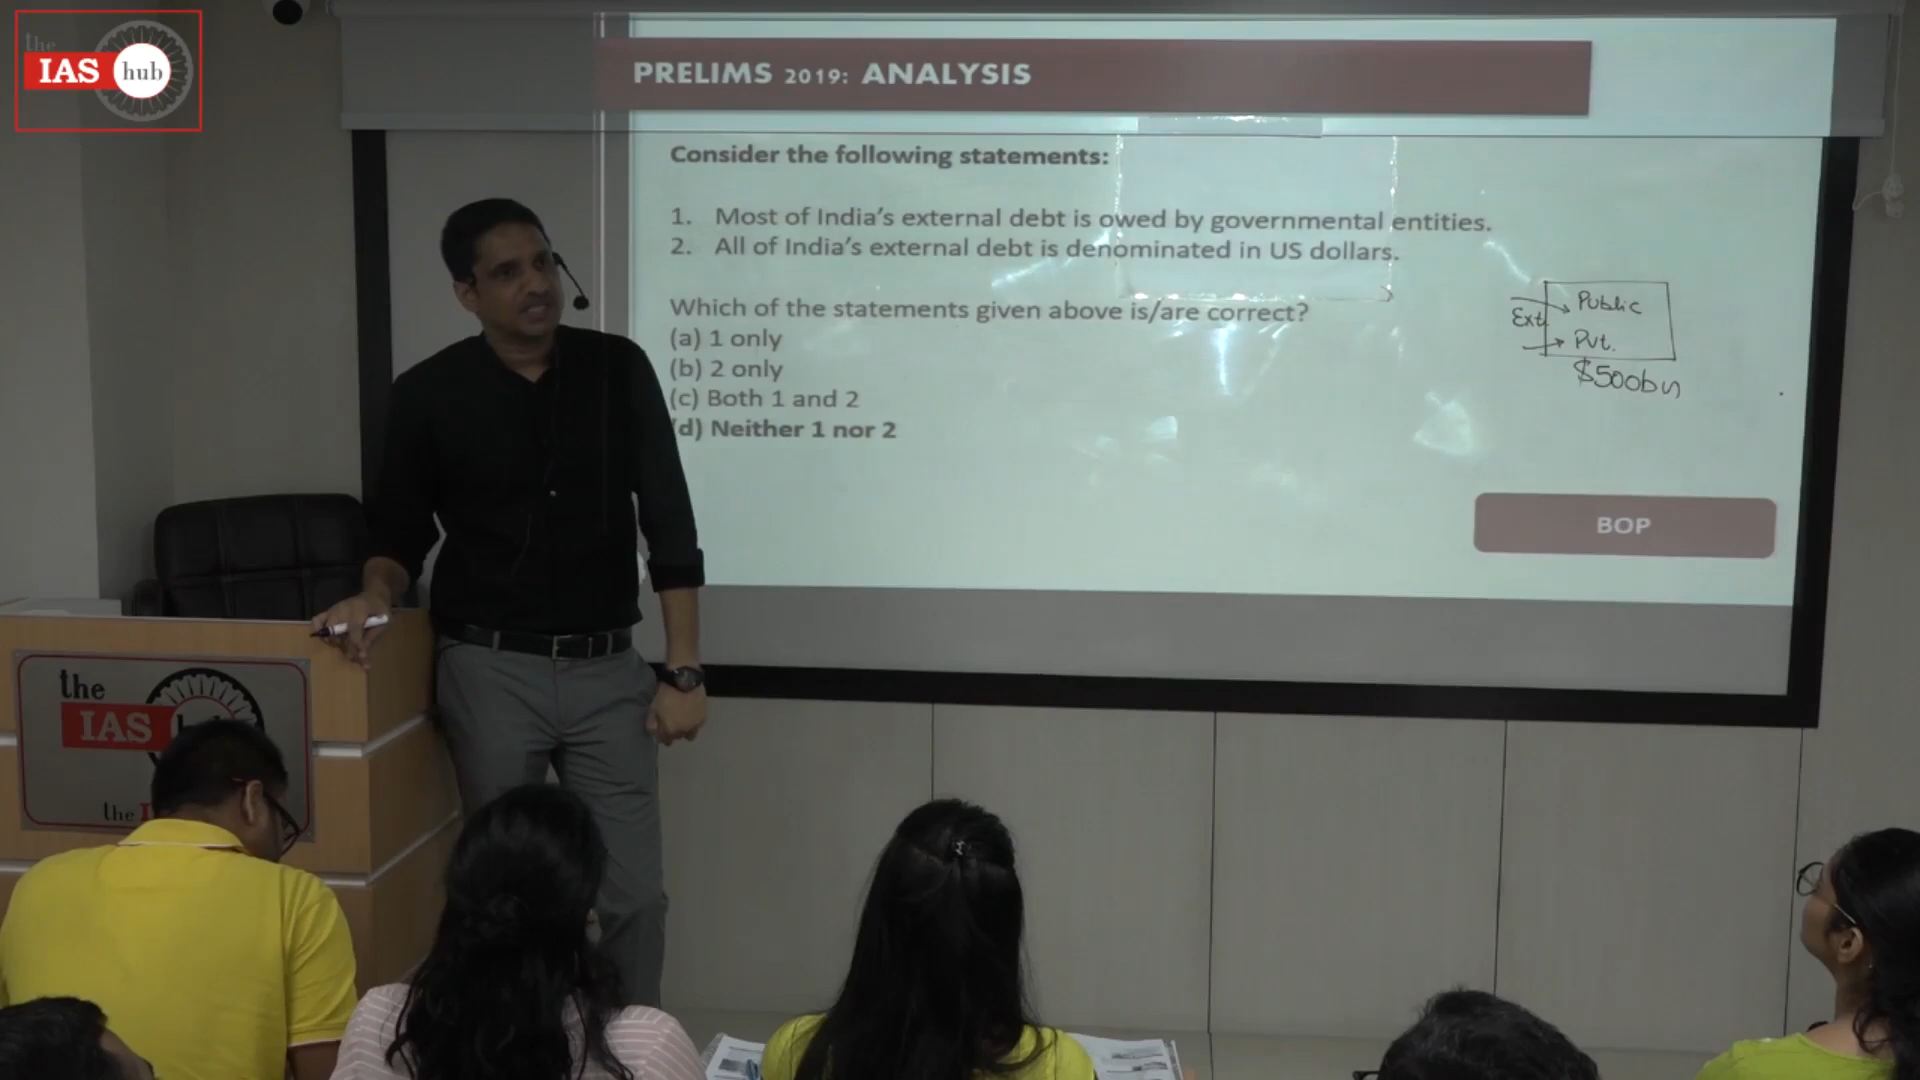 the
IAS hub
PRELIMS 2019: ANALYSIS
Consider the following statements:
1. Most of India's external debt is owed by governmental entities.
2. All of India's external debt is denominated in US dollars.
Which of the statements given above is/are correct?
(a) 1 only
(b) 2 only
(c) Both 1 and 2
(d) Neither 1 nor 2
Ext
Public
Pvt.
$500bn
BOP
the
IAS
the